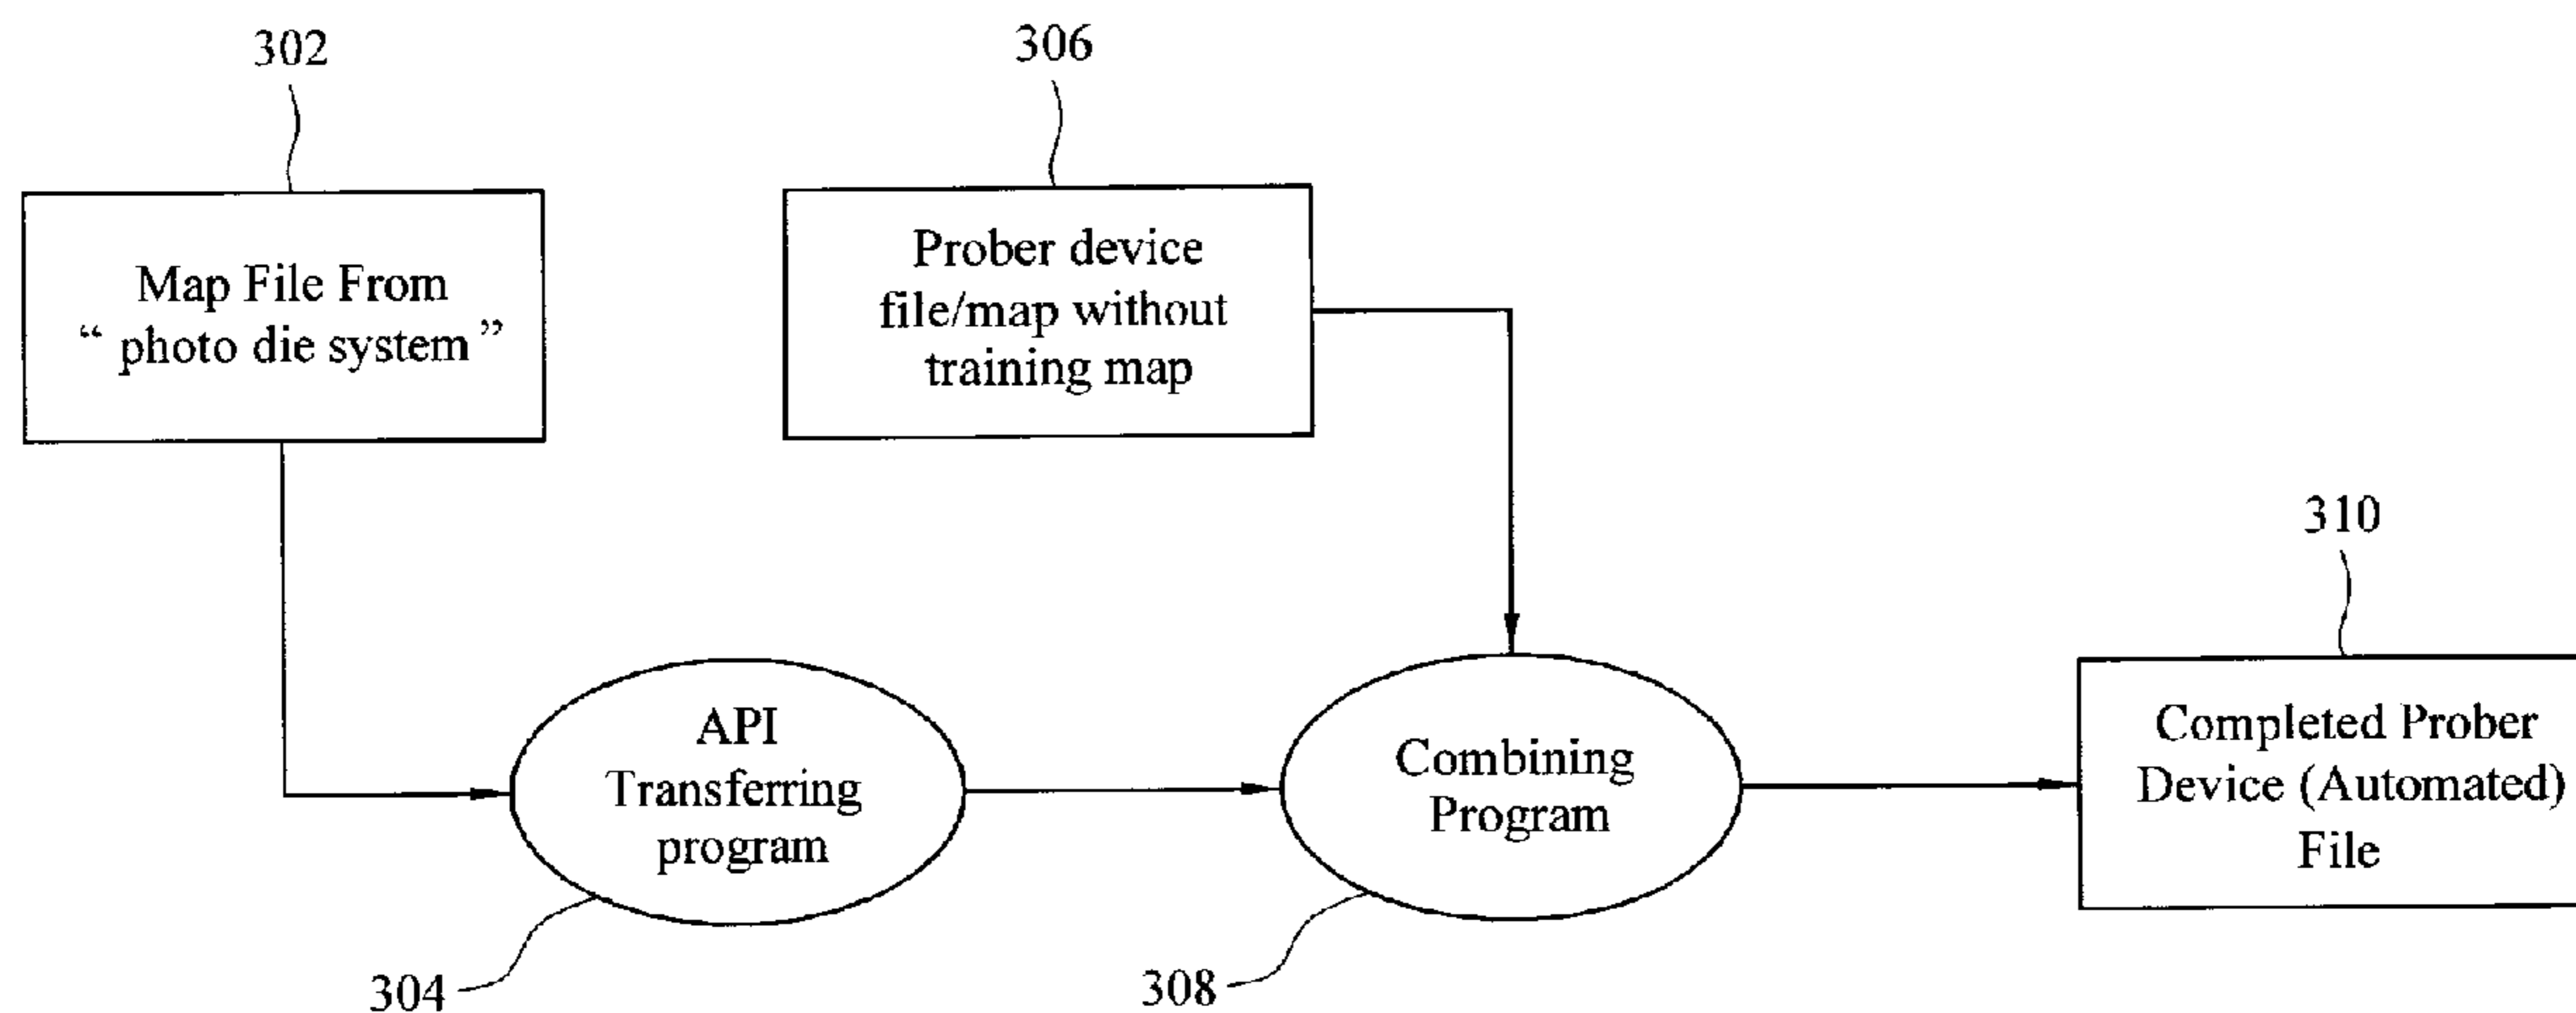 302
306
Map File From
“ photo die system ”
Prober device
file/map without
training map
310
API
Transferring
program
Combining
Program
Completed Prober
Device (Automated)
File
304
308